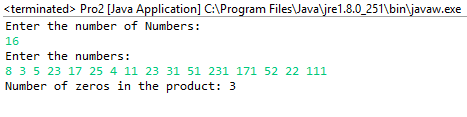 <terminated> Pro2 [Java Application] C:\Program Files\Java\jre1.8.0_251\bin\javaw.exe
Enter the number of Numbers:
16
Enter the numbers:
8 3 5 23 17 25 4 11 23 31 51 231 171 52 22 111
Number of zeros in the product: 3